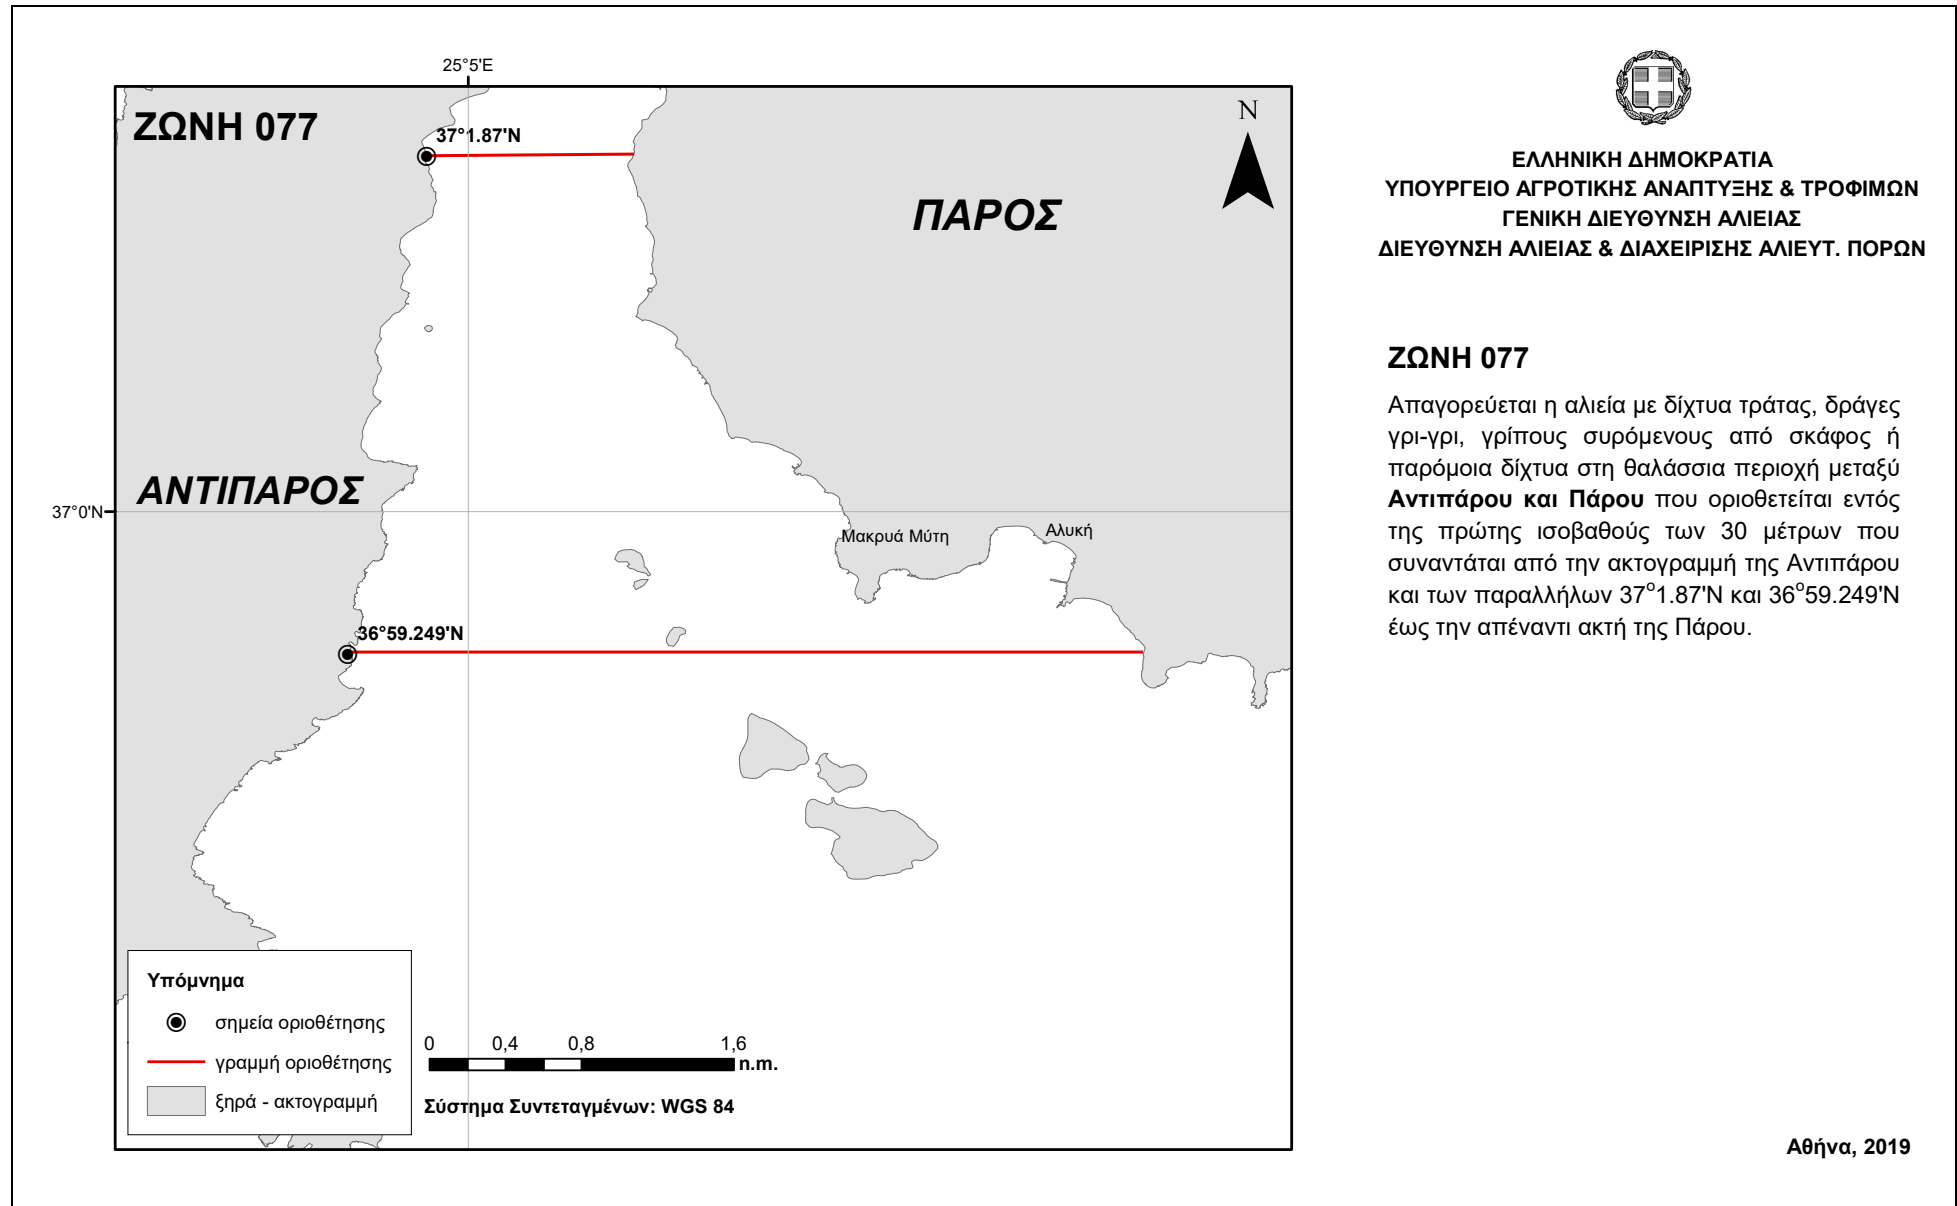 25°5'E
ΖΩΝΗ 077
37°1.87'N
N
ΠΑΡΟΣ
ΑΝΤΙΠΑΡΟΣ
37°0'N
Μακρυά Μύτη
Αλυκή
36°59.249'N
Υπόμνημα
σημεία οριοθέτησης
γραμμή οριοθέτησης
ξηρά - ακτογραμμή
0 0,4 0,8 1,6
n.m.
Σύστημα Συντεταγμένων: WGS 84
ΕΛΛΗΝΙΚΗ ΔΗΜΟΚΡΑΤΙΑ
ΥΠΟΥΡΓΕΙΟ ΑΓΡΟΤΙΚΗΣ ΑΝΑΠΤΥΞΗΣ & ΤΡΟΦΙΜΩΝ
ΓΕΝΙΚΗ ΔΙΕΥΘΥΝΣΗ ΑΛΙΕΙΑΣ
ΔΙΕΥΘΥΝΣΗ ΑΛΙΕΙΑΣ & ΔΙΑΧΕΙΡΙΣΗΣ ΑΛΙΕΥΤ. ΠΟΡΩΝ
ΖΩΝΗ 077
Απαγορεύεται η αλιεία με δίχτυα τράτας, δράγες
γρι-γρι, γρίπους συρόμενους από σκάφος ή
παρόμοια δίχτυα στη θαλάσσια περιοχή μεταξύ
Αντιπάρου και Πάρου που οριοθετείται εντός
της πρώτης ισοβαθούς των 30 μέτρων που
συναντάται από την ακτογραμμή της Αντιπάρου
και των παραλλήλων 37°1.87'N και 36°59.249'N
έως την απέναντι ακτή της Πάρου.
Αθήνα, 2019